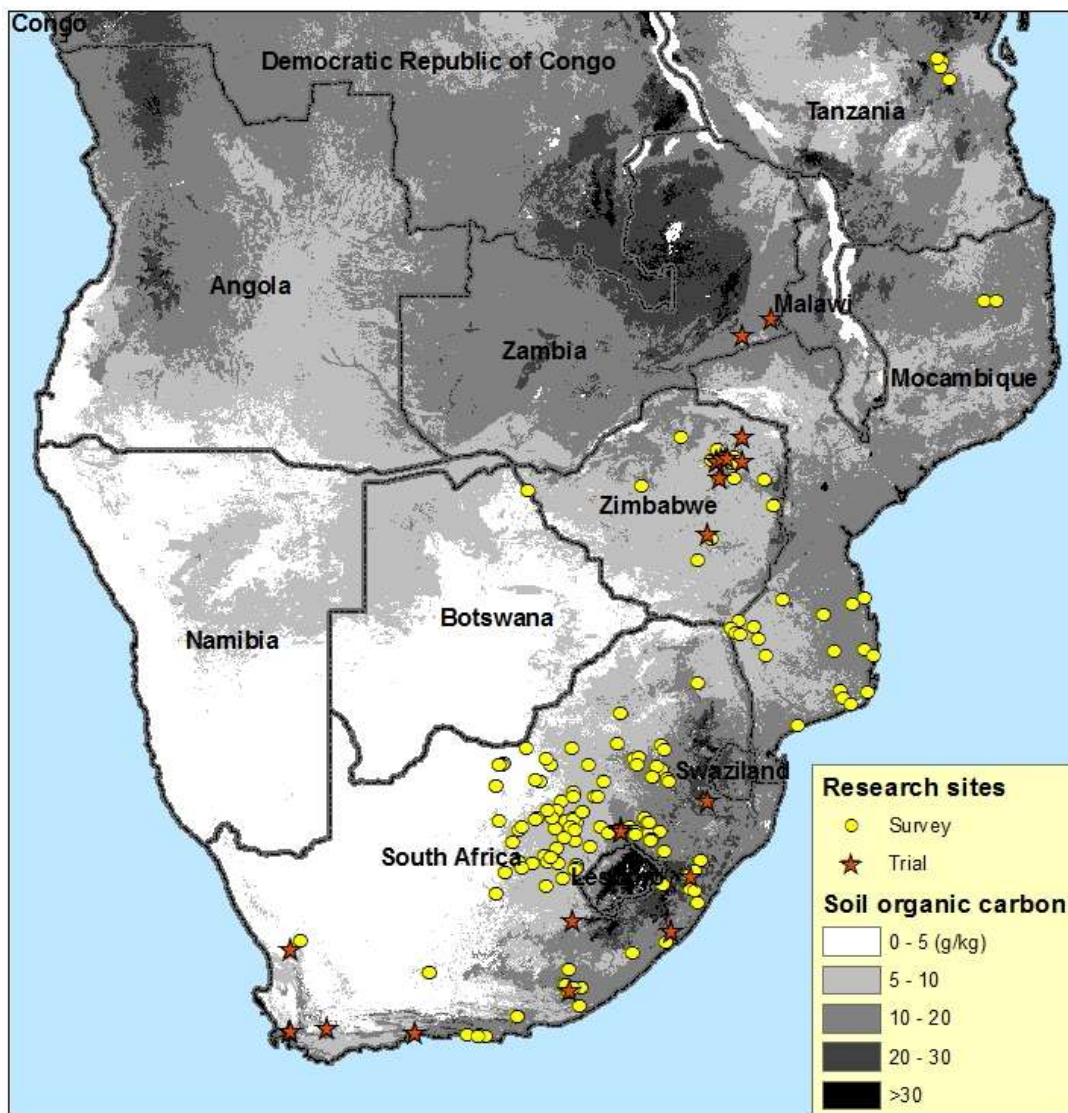 Congo
Democratic Republic of Congo
Tanzania
Angola
Malawi
Zambia
Mocambique
Zimbabwe
Botswana
Namibia
Swaziland
South Africa
Research sites
Survey
Trial
Soil organic carbon
0 - 5 (g/kg)
5 - 10
10 - 20
20 - 30
>30